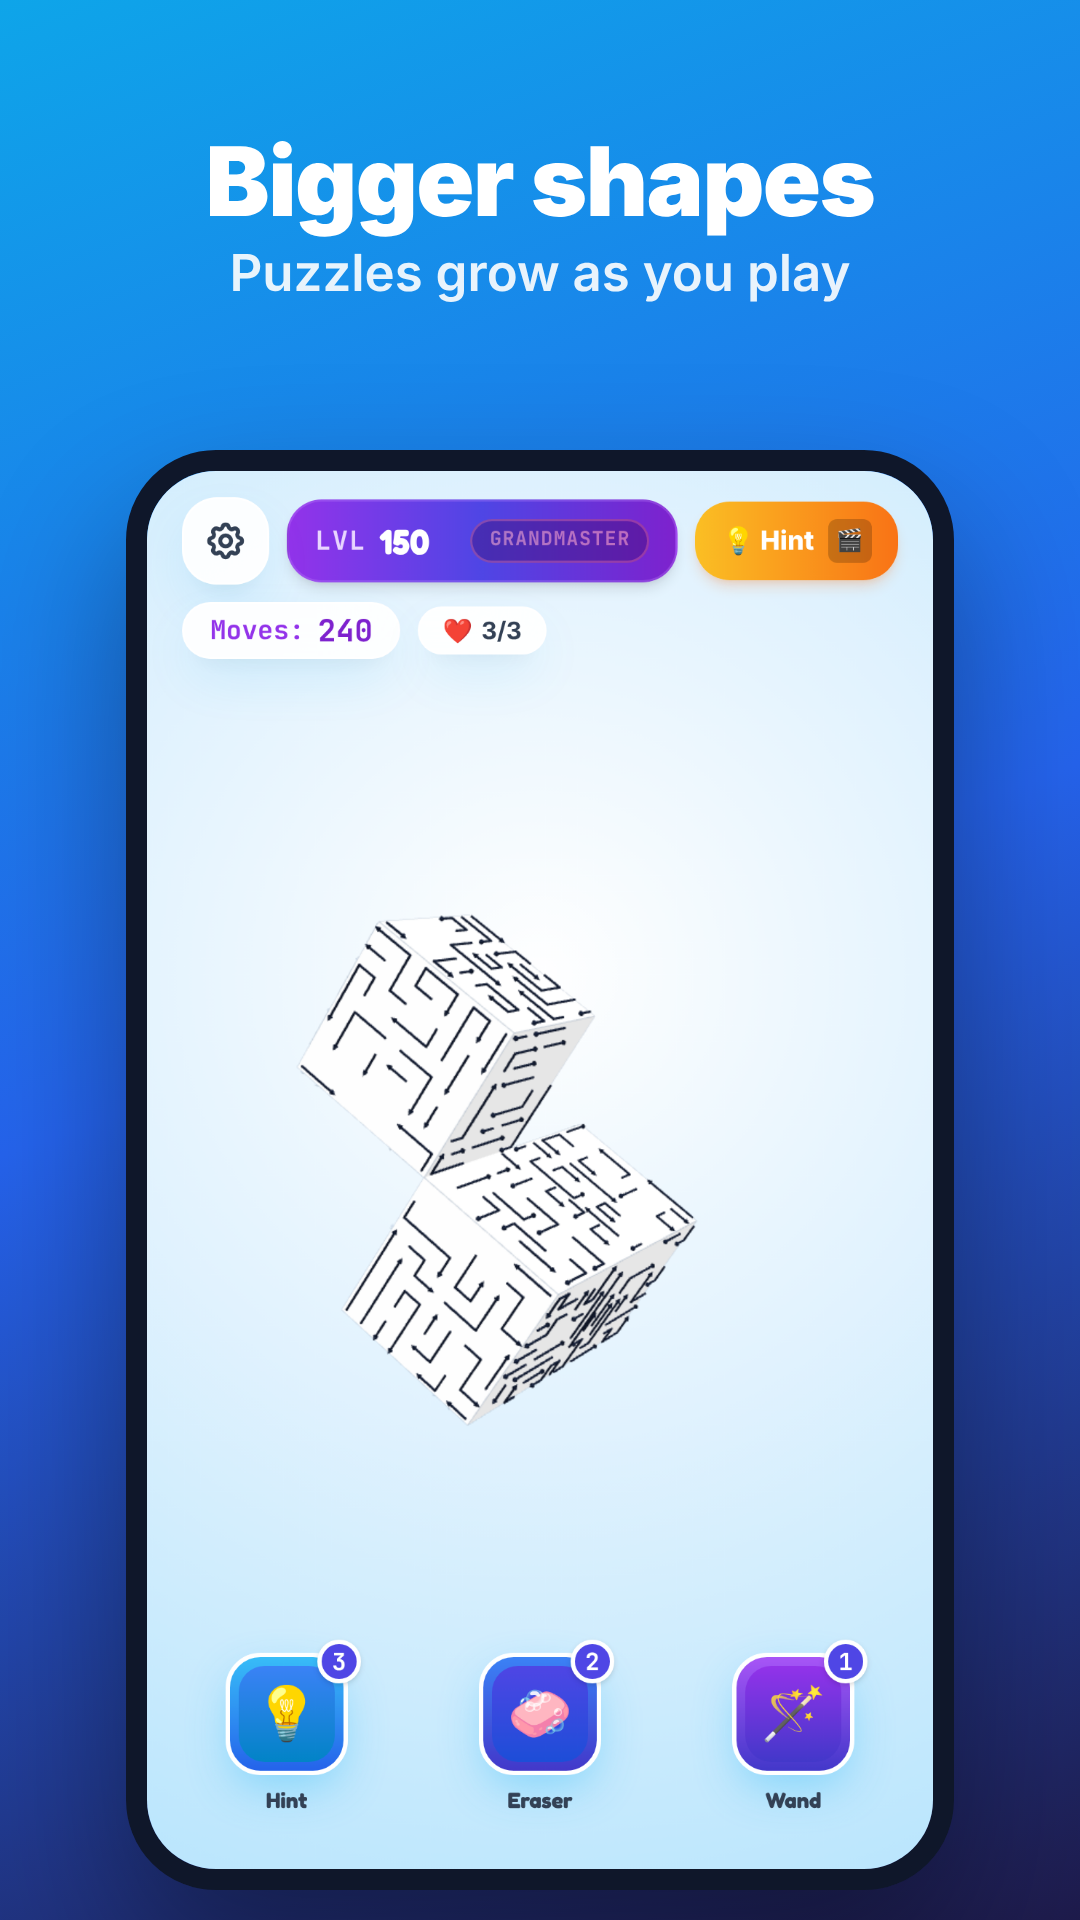 Bigger shapes
Puzzles grow as you play
LVL 150 GRANDMASTER
Hint
Moves: 240
3/3
3
2
1
Hint
Eraser
Wand